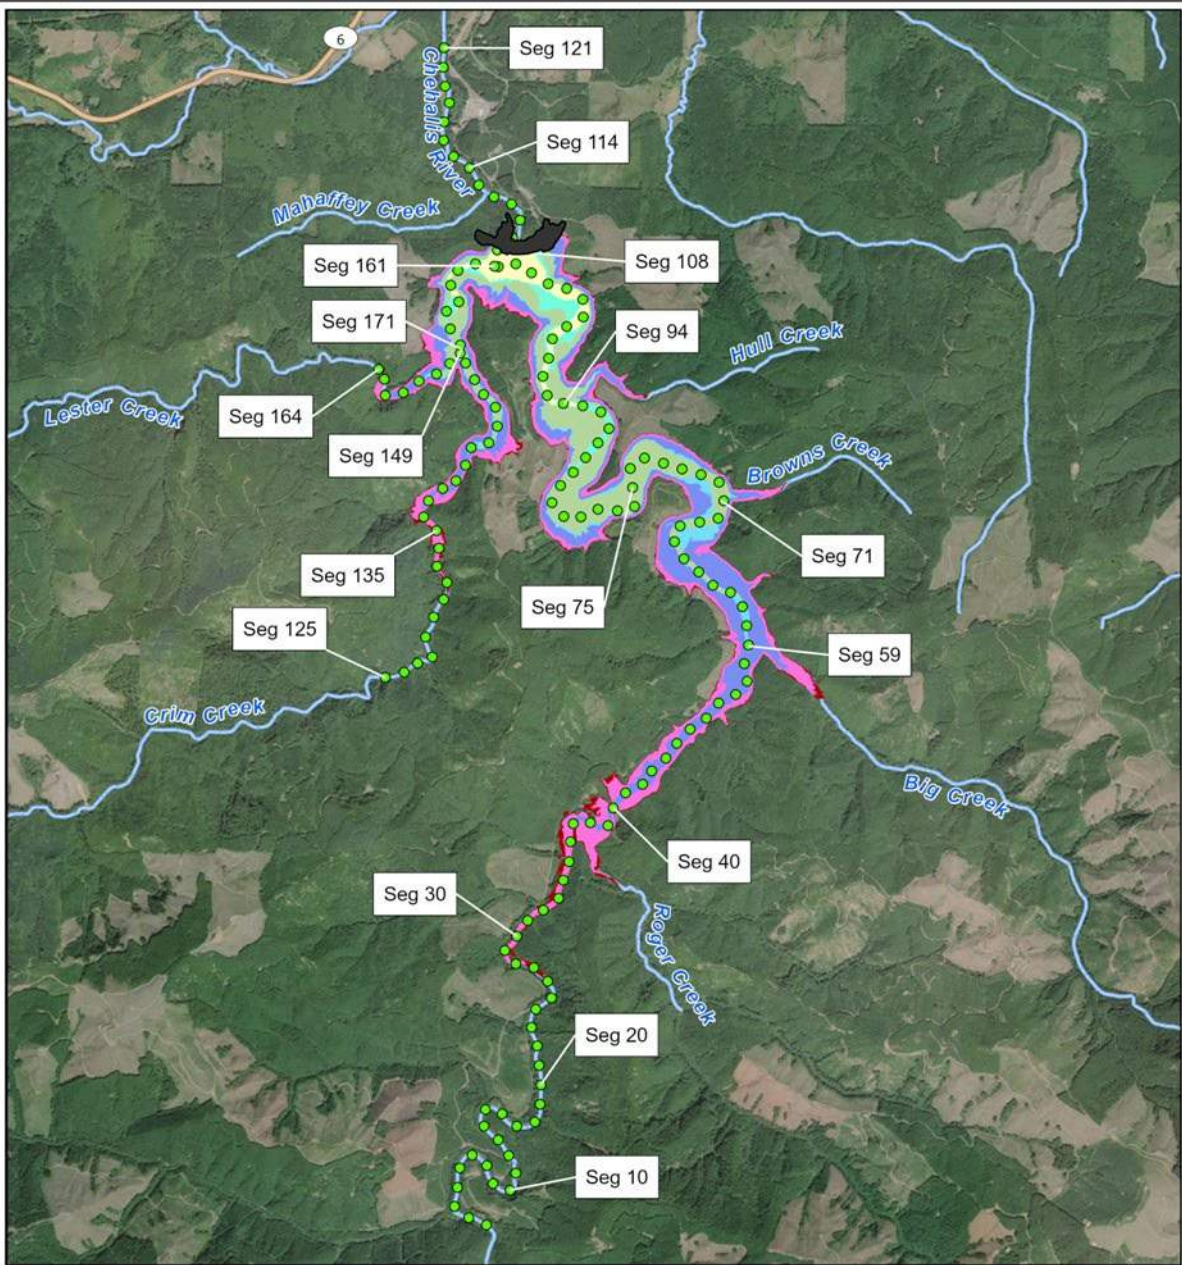 6
Seg 121
Chehalis River
Seg 114
Mahaffey Creek
Seg 161
Seg 108
Seg 171
Seg 94
Hull Creek
Lester Creek
Seg 164
Seg 149
Browns Creek
Seg 135
Seg 71
Seg 75
Seg 125
Seg 59
Crim Creek
Big Creek
Seg 40
Seg 30
Roger Creek
Seg 20
Seg 10